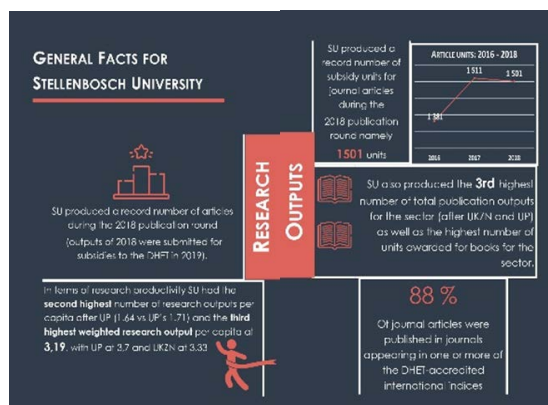 GENERAL FACTS FOR
STELLENBOSCH UNIVERSITY
SU produced a
record number of
subsidy units for
journal articles
during the
2018 publication
round namely
1501 units
ARTICLE UNITS: 2016 - 2018
1 511
1 501
1 381
2016
2017
2018
RESEARCH
OUTPUTS
SU produced a record number of articles
during the 2018 publication round
(outputs of 2018 were submitted for
subsidies to the DHET in 2019).
SU also produced the 3rd highest
number of total publication outputs
for the sector (after UKZN and UP)
as well as the highest number of
units awarded for books for the
sector.
In terms of research productivity SU had the
second highest number of research outputs per
capita after UP (1.64 vs UP's 1.71) and the third
highest weighted research output per capita at
3,19, with UP at 3,7 and UKZN at 3.33
88 %
Of journal articles were
published in journals
appearing in one or more of
the DHET-accredited
international indices